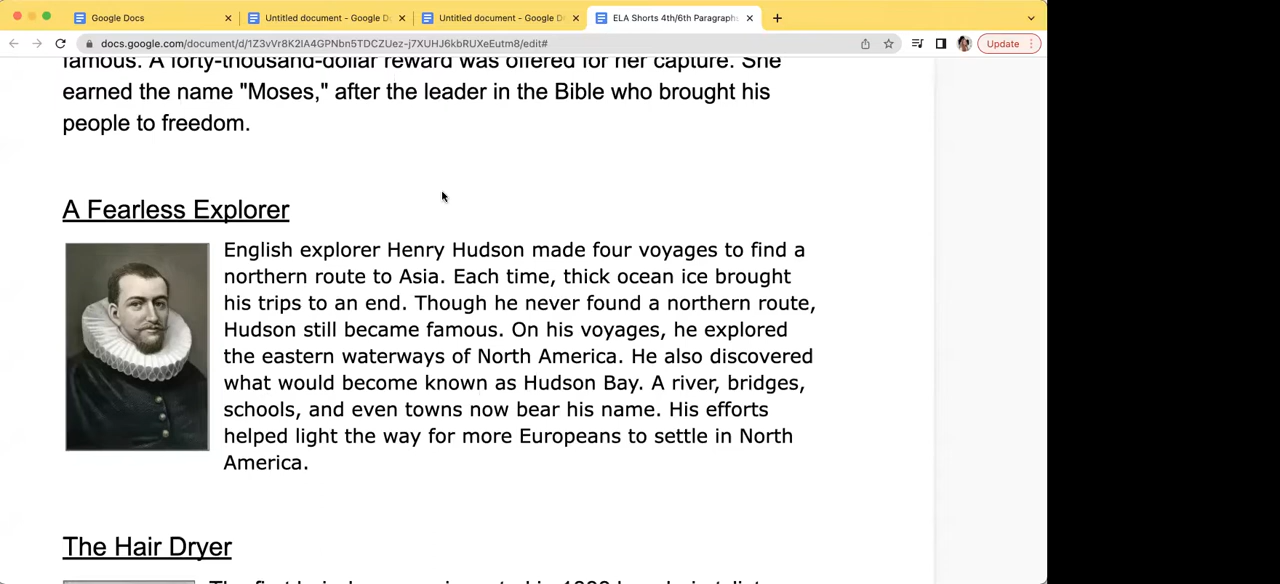 Google Docs
Untitled document - Google D
Untitled document - Google D
ELA Shorts 4th/6th Paragraphs
docs.google.com/document/d/1Z3vVr8K2IA4GPNbn5TDCZUez-j7XUHJ6kbRUXeEutm8/edit#
Update
famous. A forty-thousand-dollar reward was offered for her capture. She
earned the name "Moses," after the leader in the Bible who brought his
people to freedom.
A Fearless Explorer
English explorer Henry Hudson made four voyages to find a
northern route to Asia. Each time, thick ocean ice brought
his trips to an end. Though he never found a northern route,
Hudson still became famous. On his voyages, he explored
the eastern waterways of North America. He also discovered
what would become known as Hudson Bay. A river, bridges,
schools, and even towns now bear his name. His efforts
helped light the way for more Europeans to settle in North
America.
The Hair Dryer